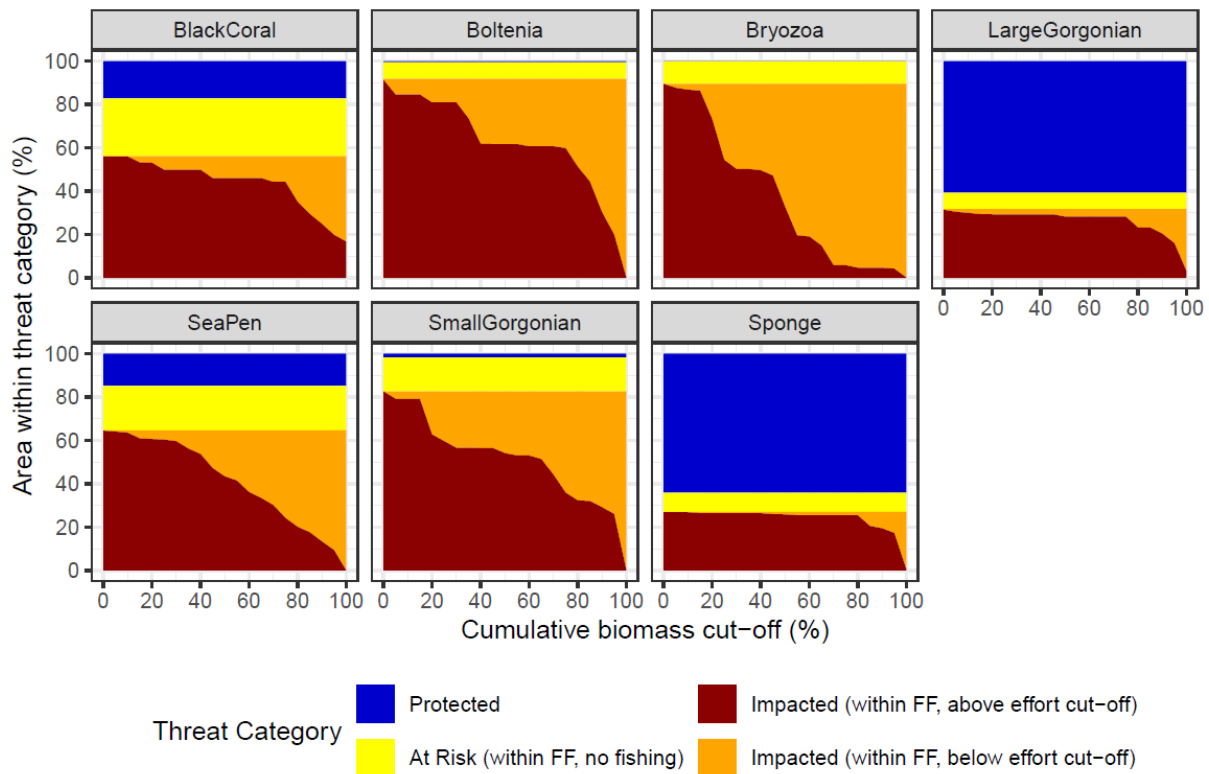 BlackCoral Boltenia Bryozoa LargeGorgonian
100
80
60
40
20
0
0 20 40 60 80 100
SeaPen SmallGorgonian Sponge
100
80
60
40
20
0
0 20 40 60 80 100 0 20 40 60 80 100 0 20 40 60 80 100
Area within threat category (%)
Cumulative biomass cut−off (%)
Threat Category
Protected
At Risk (within FF, no fishing)
Impacted (within FF, above effort cut−off)
Impacted (within FF, below effort cut−off)